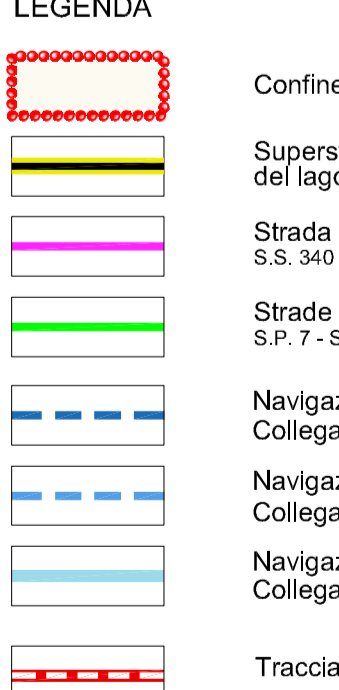 LEGENDA
Confine
Superst
del lago
Strada
S.S. 340
Strade
S.P. 7 - S
Navigaz
Collega
Navigaz
Collega
Navigaz
Collega
Traccia